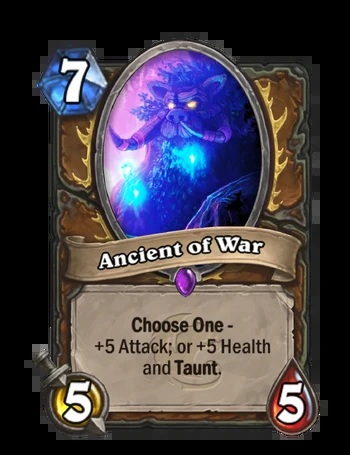 7
Ancient of War
Choose One -
+5 Attack; or +5 Health
and Taunt.
5
5